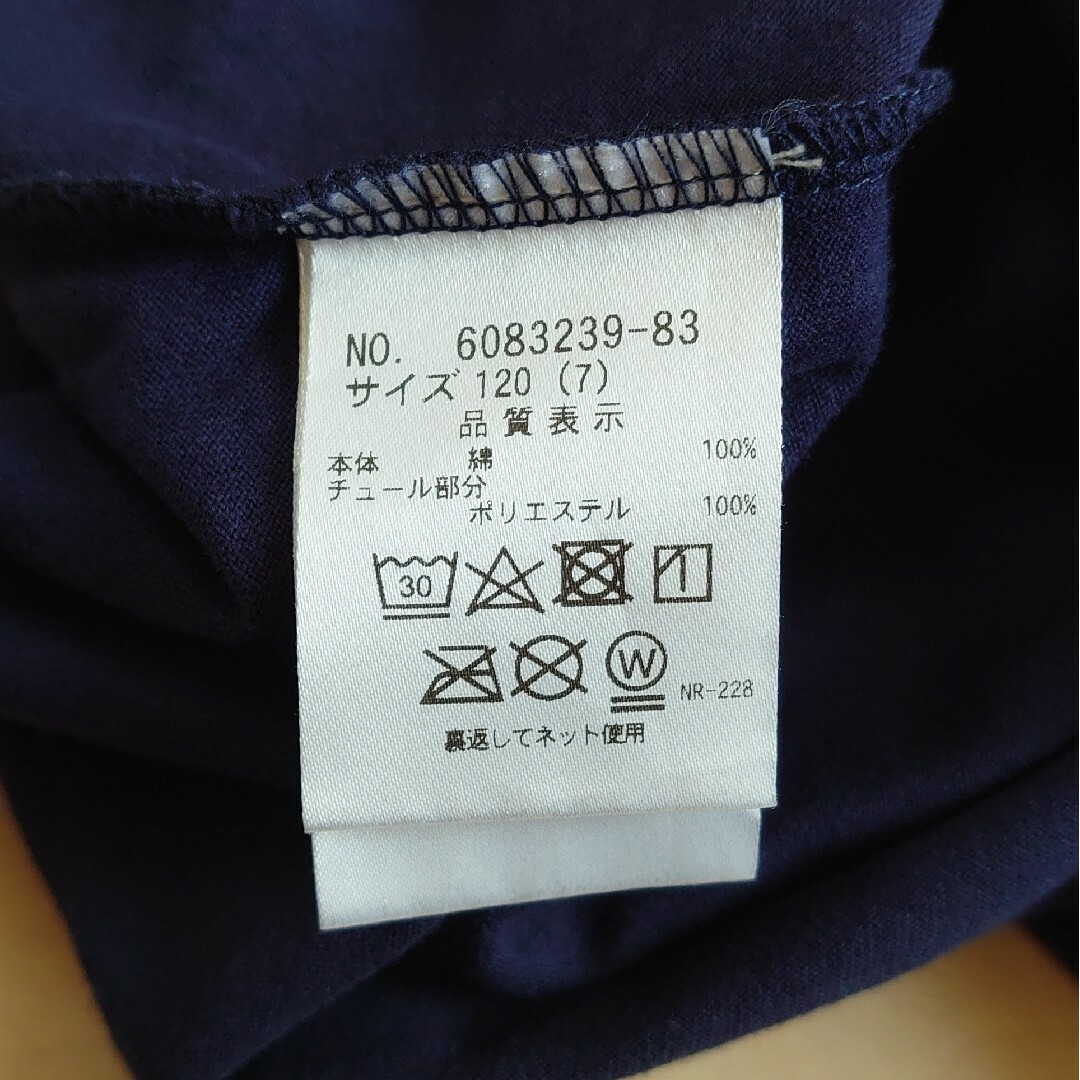 NO. 6083239-83
サイズ 120 (7)
品質表示
本体 綿 100%
チュール部分
ポリエステル 100%
30
W
NR-228
裏返してネット使用